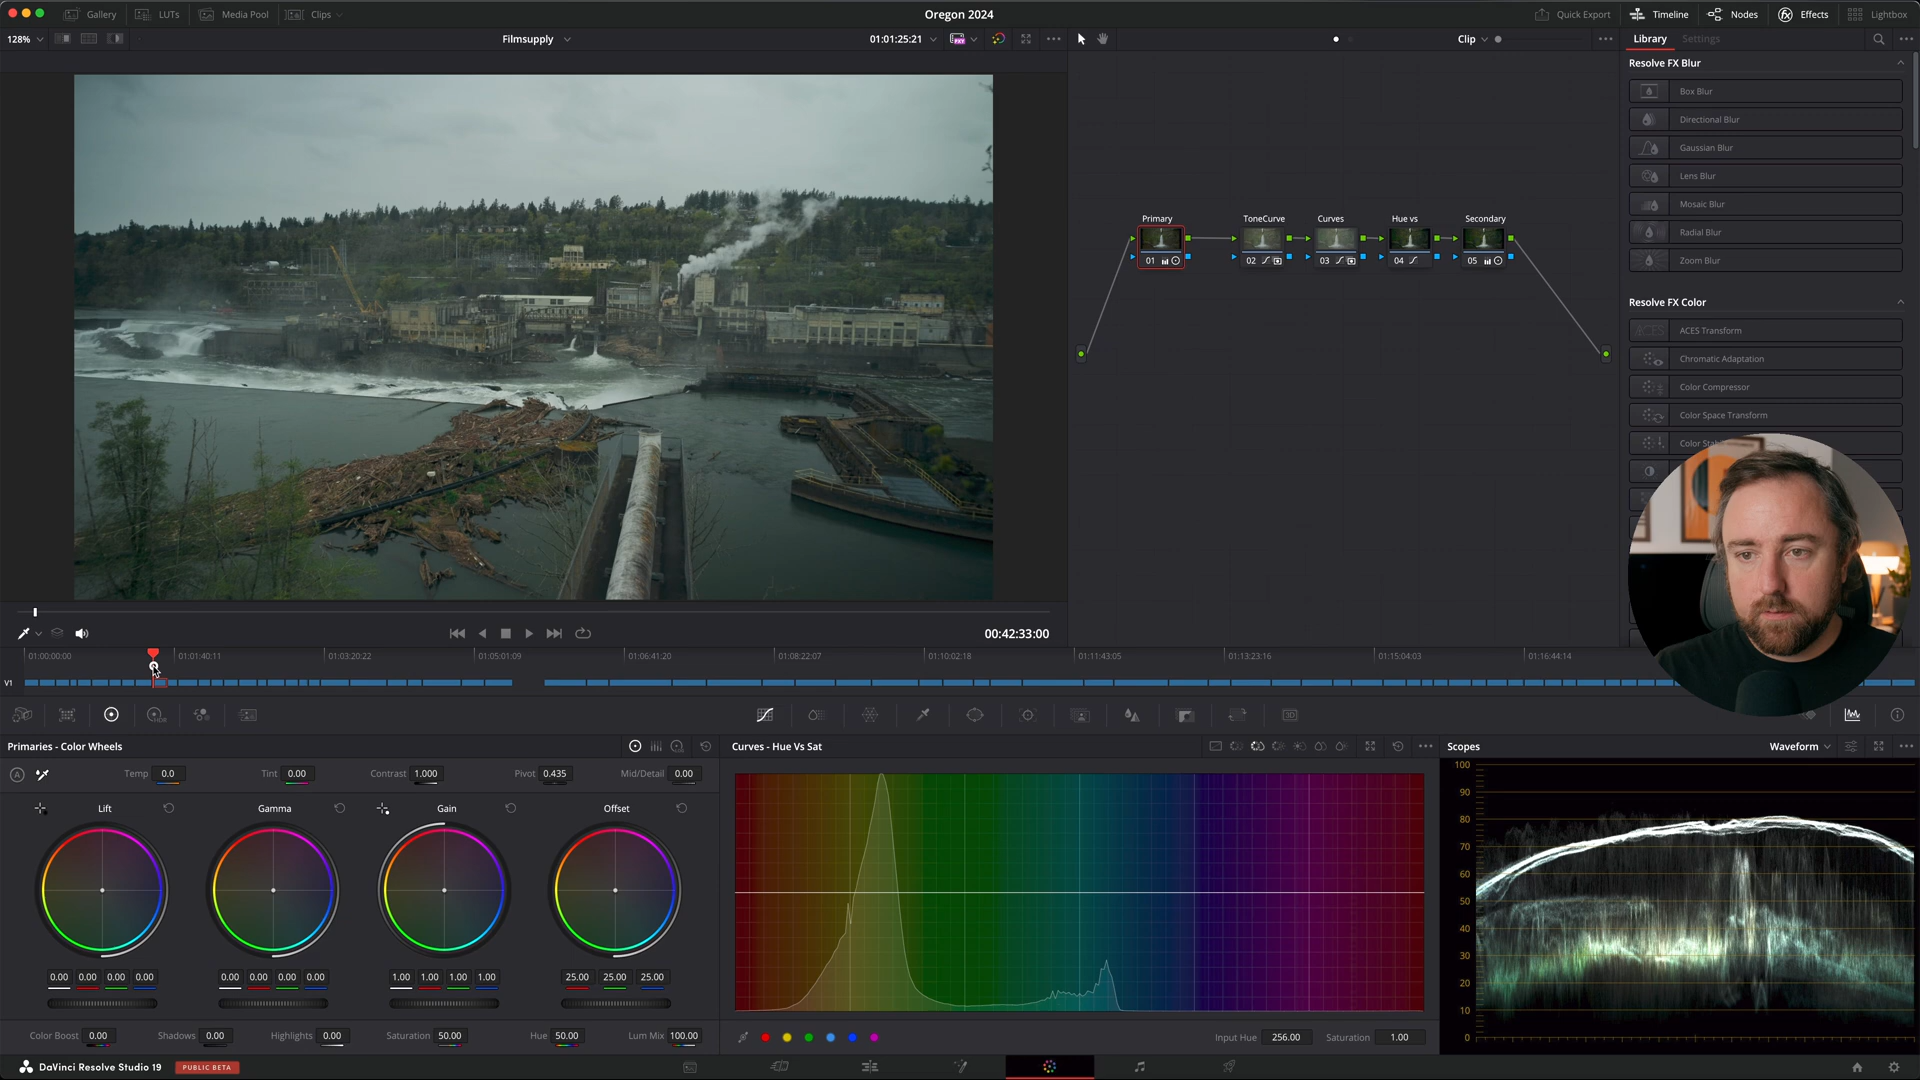 Gallery LUTs Media Pool Clips Oregon 2024 Quick Export Timeline Nodes Effects Lightbox
128% Filmsupply 01:01:25:21 Clip Library Settings
Resolve FX Blur
Box Blur
Directional Blur
Gaussian Blur
Lens Blur
Mosaic Blur
Radial Blur
Zoom Blur
Resolve FX Color
ACES Transform
Chromatic Adaptation
Color Compressor
Color Space Transform
Primary ToneCurve Curves Hue vs Secondary
01 02 03 04 05
00:42:33:00
01:00:00:00 01:01:40:11 01:03:20:22 01:05:01:09 01:06:41:20 01:08:22:07 01:10:02:18 01:11:43:05 01:13:23:16 01:15:04:03 01:16:44:14
V1
Primaries - Color Wheels
Temp 0.0 Tint 0.00 Contrast 1.000 Pivot 0.435 Mid/Detail 0.00
Lift Gamma Gain Offset
0.00 0.00 0.00 0.00 0.00 0.00 0.00 0.00 1.00 1.00 1.00 1.00 25.00 25.00 25.00
Color Boost 0.00 Shadows 0.00 Highlights 0.00 Saturation 50.00 Hue 50.00 Lum Mix 100.00
Curves - Hue Vs Sat
Input Hue 256.00 Saturation 1.00
Scopes Waveform
100
90
80
70
60
50
40
30
20
10
0
DaVinci Resolve Studio 19 PUBLIC BETA